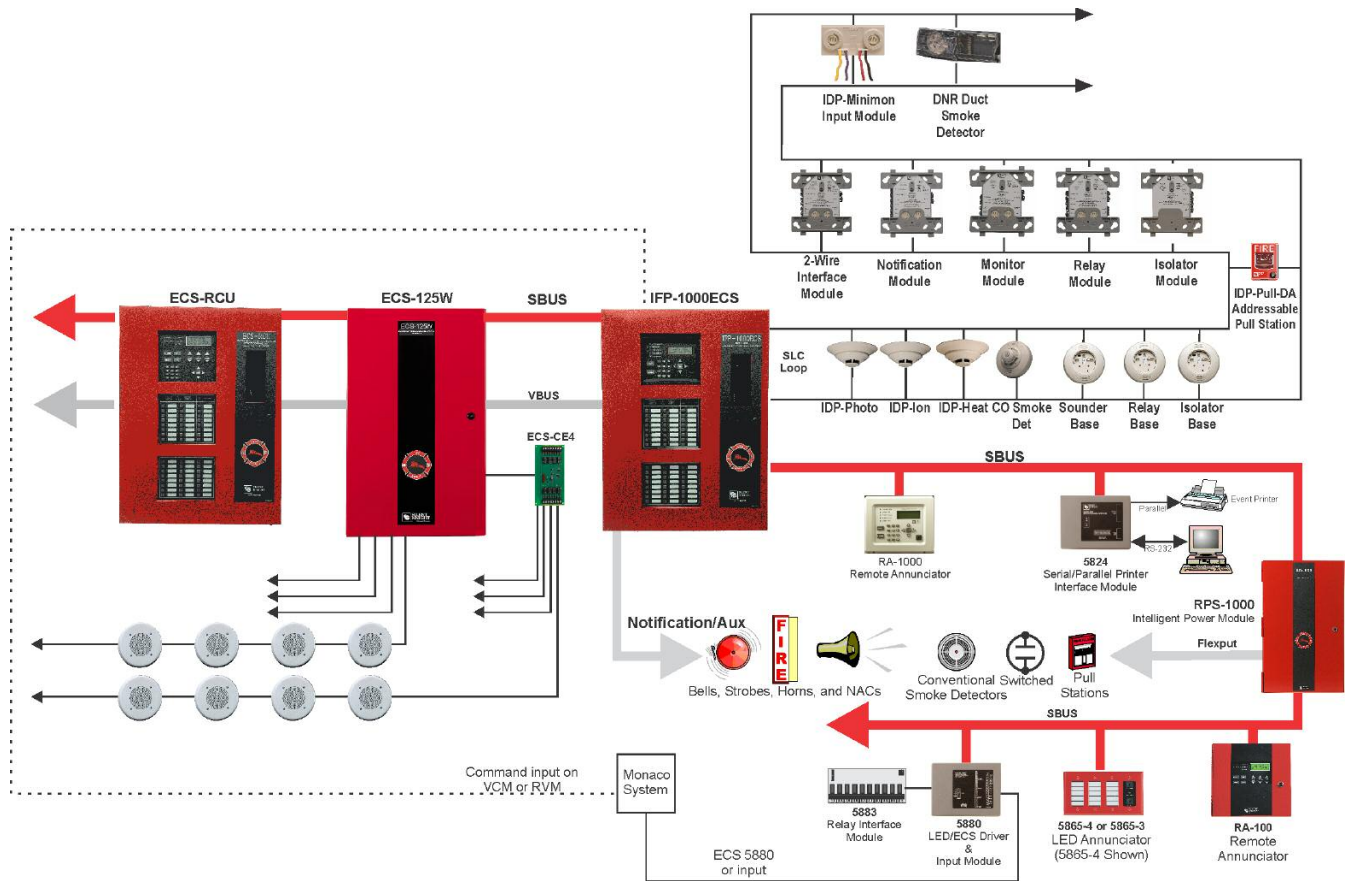 IDP-Minimon
Input Module
DNR Duct
Smoke
Detector
2-Wire
Interface
Module
Notification
Module
Monitor
Module
Relay
Module
Isolator
Module
FIRE
IDP-Pull-DA
Addressable
Pull Station
SLC
Loop
IDP-Photo
IDP-Ion
IDP-Heat
CO Smoke
Det
Sounder
Base
Relay
Base
Isolator
Base
ECS-RCU
ECS-125W
SBUS
IFP-1000ECS
ECS-RCU
ECS-125W
IFP-1000ECS
VBUS
ECS-CE4
SBUS
RA-1000
Remote Annunciator
5824
Serial/Parallel Printer
Interface Module
Parallel
Event Printer
RS-232
RPS-1000
Intelligent Power Module
Flexput
Notification/Aux
FIRE
Bells, Strobes, Horns, and NACs
Conventional
Smoke Detectors
Switched
Pull
Stations
SBUS
Command input on
VCM or RVM
Monaco
System
5883
Relay Interface
Module
5880
LED/ECS Driver
&
Input Module
5865-4 or 5865-3
LED Annunciator
(5865-4 Shown)
RA-100
Remote
Annunciator
ECS 5880
or input